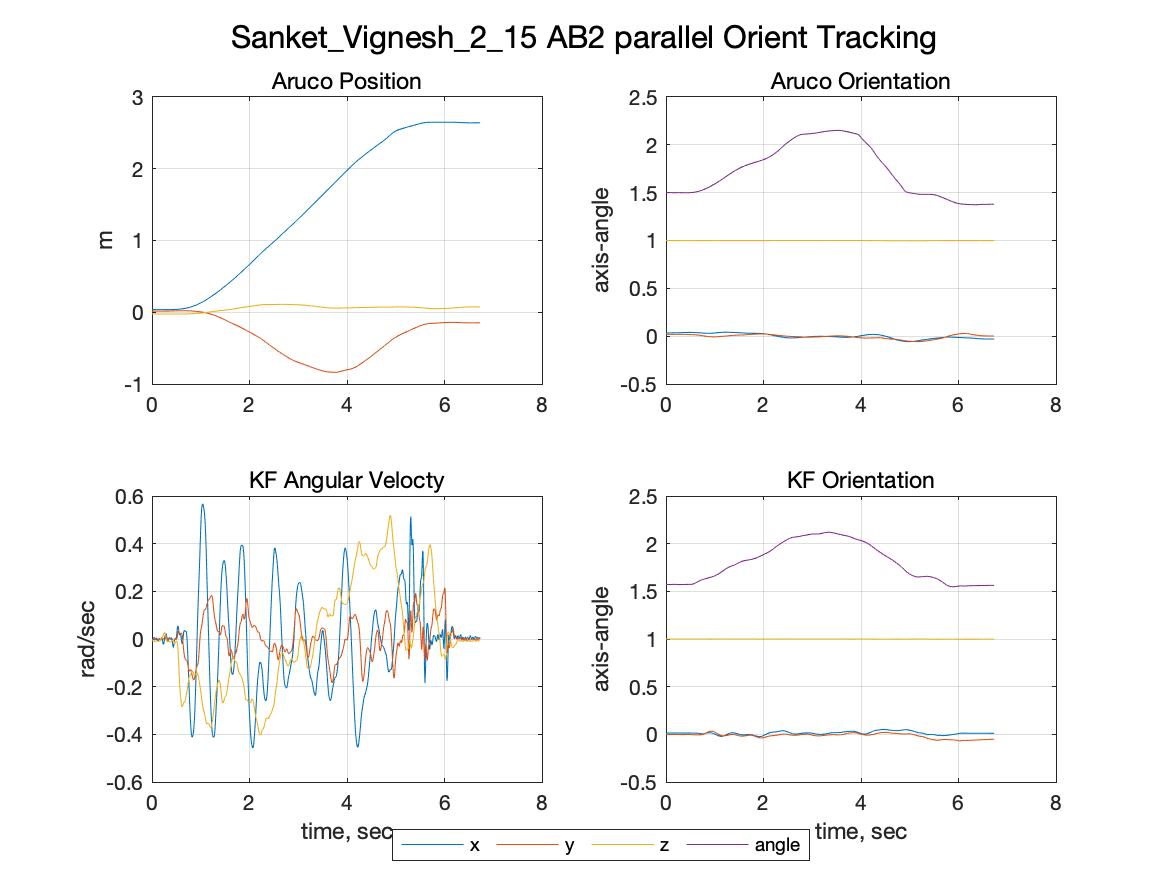 Sanket_Vignesh_2_15 AB2 parallel Orient Tracking
Aruco Position
3
2
1
0
-1
m
0 2 4 6 8
Aruco Orientation
2.5
2
1.5
1
0.5
0
-0.5
axis-angle
0 2 4 6 8
KF Angular Velocty
0.6
0.4
0.2
0
-0.2
-0.4
-0.6
rad/sec
0 2 4 6 8
time, sec
KF Orientation
2.5
2
1.5
1
0.5
0
-0.5
axis-angle
0 2 4 6 8
time, sec
x y z angle